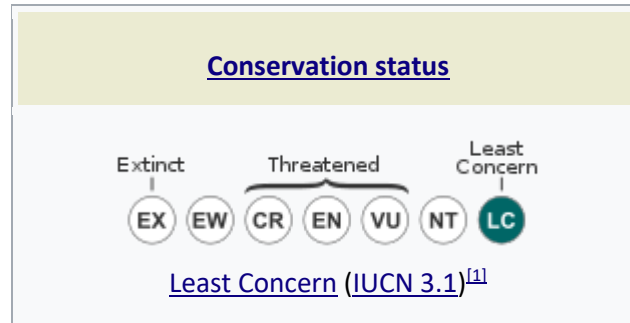 Conservation status
Extinct Threatened Least Concern
EX EW CR EN VU NT LC
Least Concern (IUCN 3.1)[1]